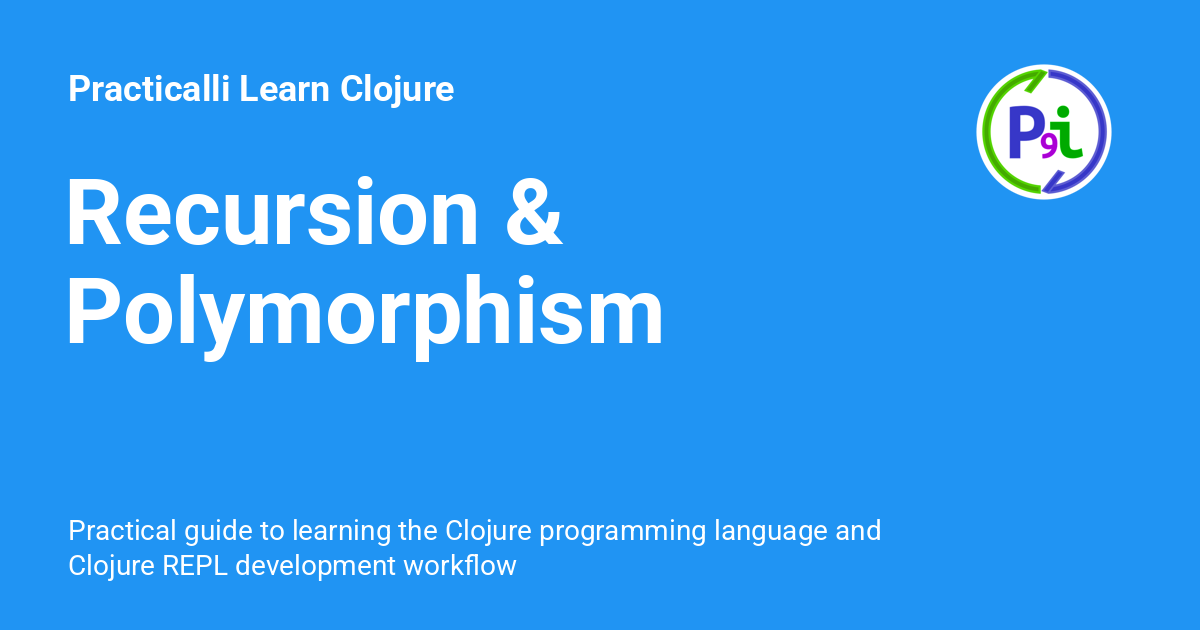 Practicalli Learn Clojure
P9i
Recursion &
Polymorphism
Practical guide to learning the Clojure programming language and
Clojure REPL development workflow